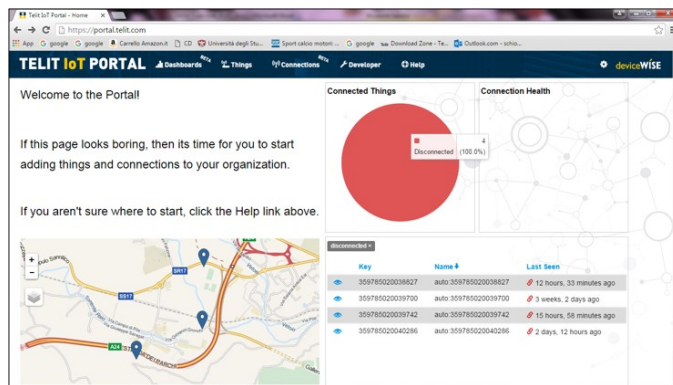 Telit IoT Portal - Home
https://portal.telit.com
App
google
google
Carrello Amazon.it
CD
Università degli Stu...
Sport calcio motori ...
google
Download Zone - Te...
Outlook.com - schio...
TELIT IoT PORTAL
Dashboards BETA
Things
Connections BETA
Developer
Help
deviceWISE
Welcome to the Portal!
If this page looks boring, then its time for you to start
adding things and connections to your organization.
If you aren't sure where to start, click the Help link above.
Connected Things
4
Disconnected (100.0%)
Connection Health
+
−
SR17
SS17
A24
disconnected ×
Key Name Last Seen
359785020038827 auto:359785020038827 12 hours, 33 minutes ago
359785020039700 auto:359785020039700 3 weeks, 2 days ago
359785020039742 auto:359785020039742 15 hours, 58 minutes ago
359785020040286 auto:359785020040286 2 days, 12 hours ago